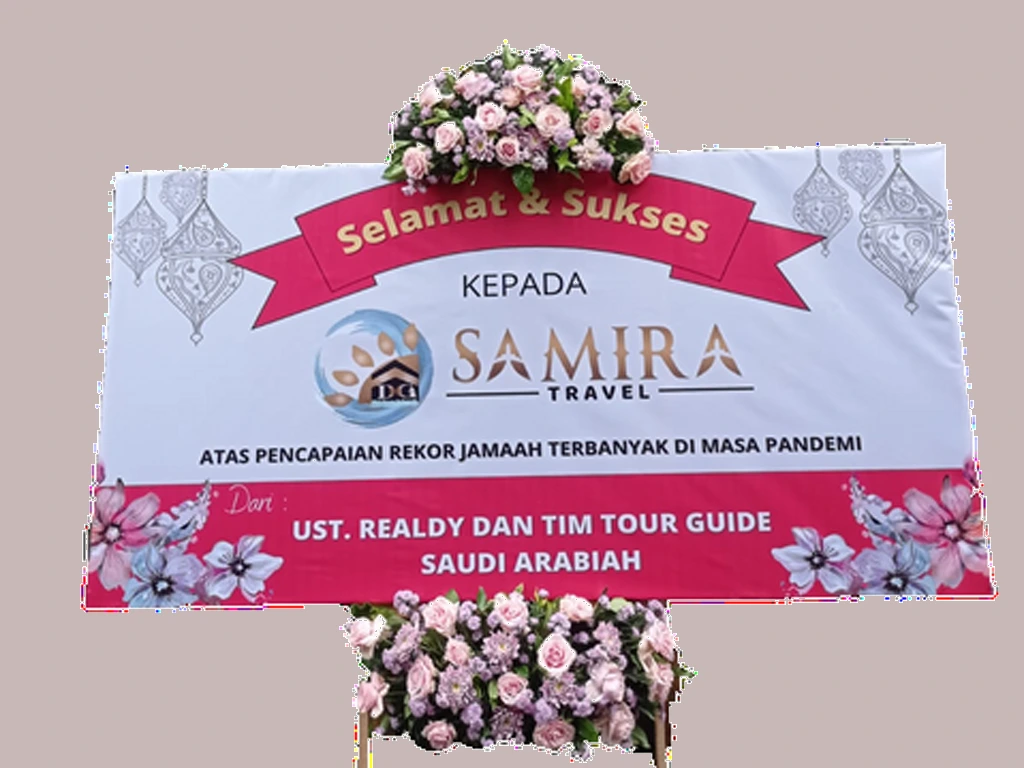 Selamat & Sukses
KEPADA
SAMIRA
TRAVEL
ATAS PENCAPAIAN REKOR JAMAAH TERBANYAK DI MASA PANDEMI
Dari :
UST. REALDY DAN TIM TOUR GUIDE
SAUDI ARABIAH